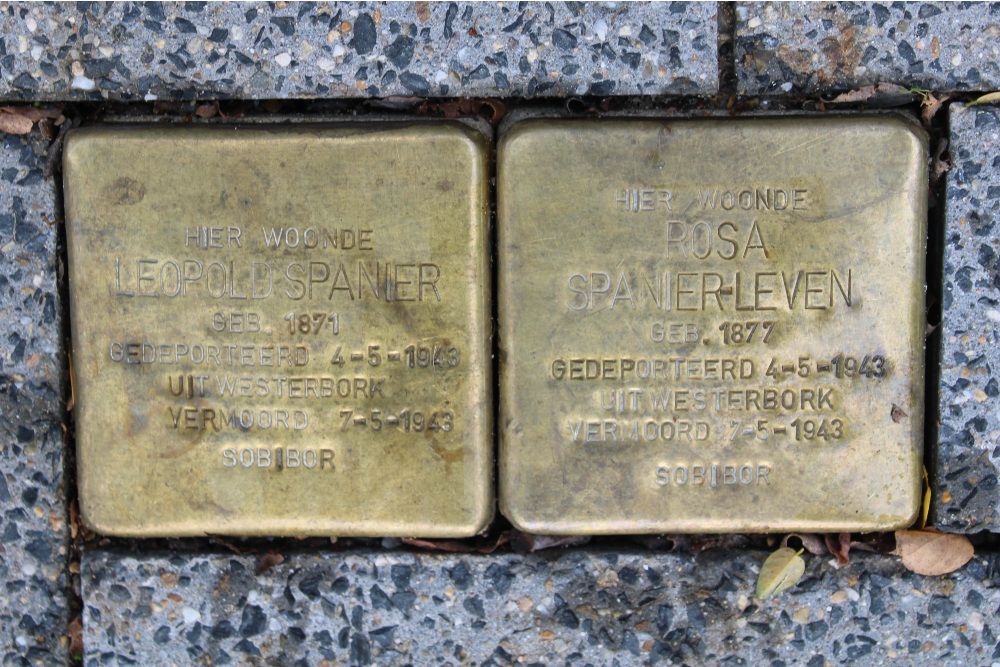 HIER WOONDE
LEOPOLD SPANIER
GEB. 1871
GEDEPORTEERD 4-5-1943
UIT WESTERBORK
VERMOORD 7-5-1943
SOBIBOR
HIER WOONDE
ROSA
SPANIER-LEVEN
GEB. 1877
GEDEPORTEERD 4-5-1943
UIT WESTERBORK
VERMOORD 7-5-1943
SOBIBOR